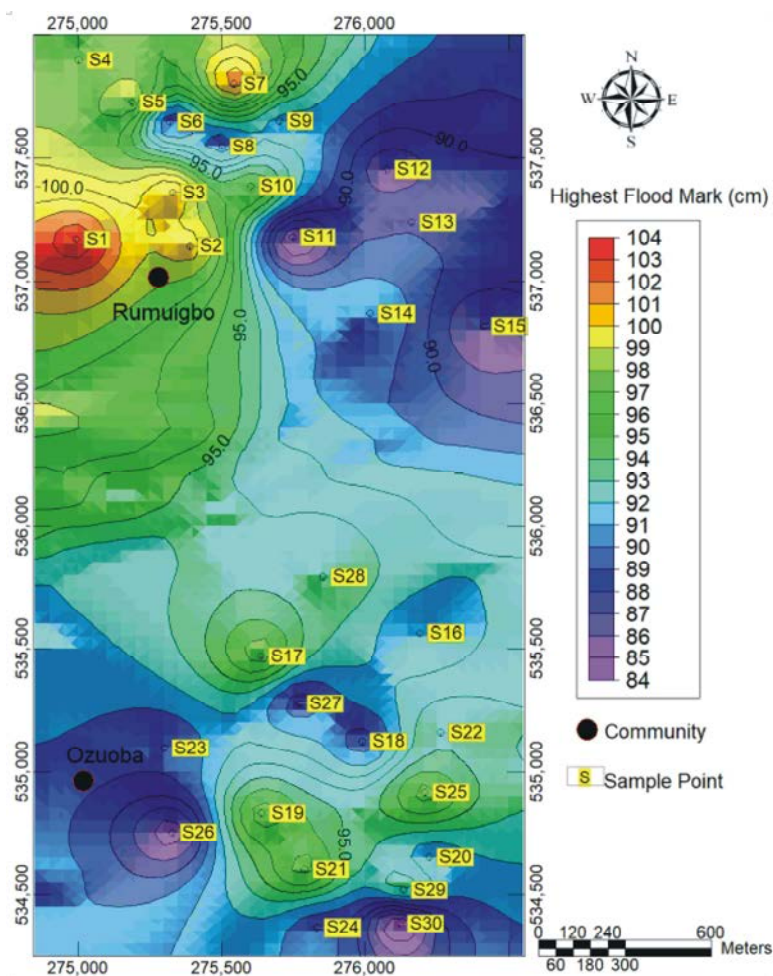 275,000 275,500 276,000
S4
S7
95.0
S5
S6
S9
S8
90.0
537,500
95.0
S12
537,500
100.0
S3
S10
90.0
S13
S1
S2
S11
537,000
537,000
Rumuigbo
S14
95.0
S15
90.0
536,500
536,500
95.0
536,000
536,000
S28
S16
535,500
S17
535,500
S27
S22
S23
S18
Ozuoba
535,000
535,000
S25
S19
95.0
S26
S20
S21
S29
534,500
534,500
S24
S30
275,000 275,500 276,000
N
W E
S
Highest Flood Mark (cm)
104
103
102
101
100
99
97
96
95
94
93
92
91
90
88
87
86
85
84
Community
S Sample Point
0 120 240 360 600
Meters
60 180 300